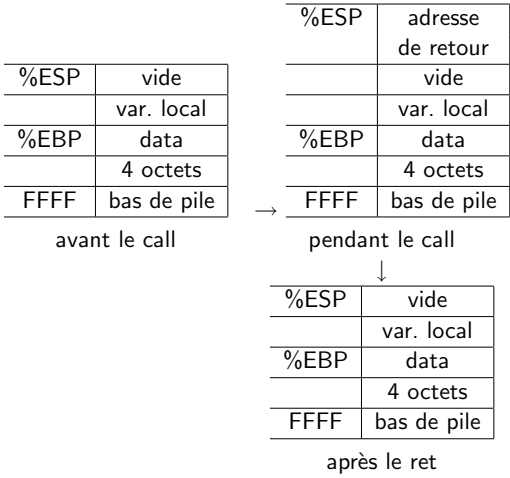 %ESP vide
var. local
%EBP data
4 octets
FFFF bas de pile
avant le call
→
%ESP adresse
de retour
vide
var. local
%EBP data
4 octets
FFFF bas de pile
pendant le call
↓
%ESP vide
var. local
%EBP data
4 octets
FFFF bas de pile
après le ret